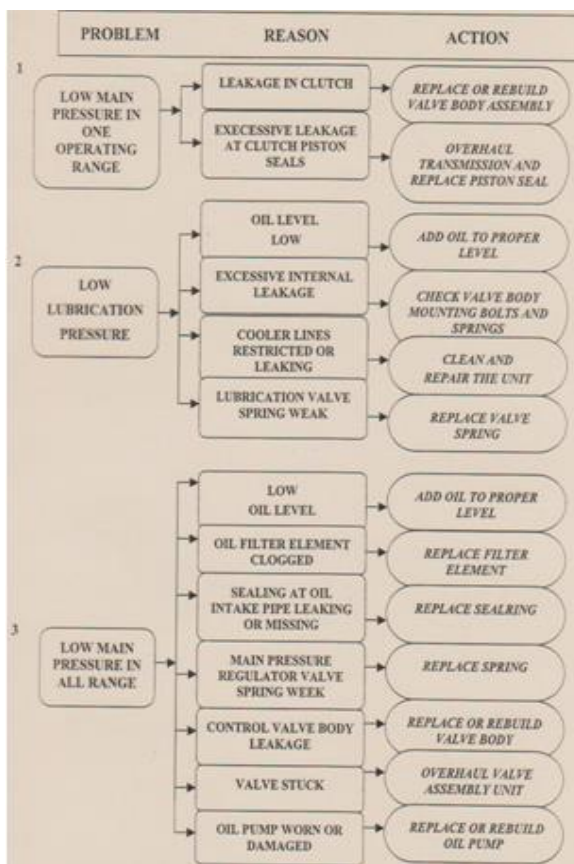 PROBLEM REASON ACTION
1
LOW MAIN
PRESSURE IN
ONE
OPERATING
RANGE
LEAKAGE IN CLUTCH
REPLACE OR REBUILD
VALVE BODY ASSEMBLY
EXECESSIVE LEAKAGE
AT CLUTCH PISTON
SEALS
OVERHAUL
TRANSMISSION AND
REPLACE PISTON SEAL
2
LOW
LUBRICATION
PRESSURE
OIL LEVEL
LOW
ADD OIL TO PROPER
LEVEL
EXCESSIVE INTERNAL
LEAKAGE
CHECK VALVE BODY
MOUNTING BOLTS AND
SPRINGS
COOLER LINES
RESTRICTED OR
LEAKING
CLEAN AND
REPAIR THE UNIT
LUBRICATION VALVE
SPRING WEAK
REPLACE VALVE
SPRING
3
LOW MAIN
PRESSURE IN
ALL RANGE
LOW
OIL LEVEL
ADD OIL TO PROPER
LEVEL
OIL FILTER ELEMENT
CLOGGED
REPLACE FILTER
ELEMENT
SEALING AT OIL
INTAKE PIPE LEAKING
OR MISSING
REPLACE SEALRING
MAIN PRESSURE
REGULATOR VALVE
SPRING WEEK
REPLACE SPRING
CONTROL VALVE BODY
LEAKAGE
REPLACE OR REBUILD
VALVE BODY
VALVE STUCK
OVERHAUL VALVE
ASSEMBLY UNIT
OIL PUMP WORN OR
DAMAGED
REPLACE OR REBUILD
OIL PUMP